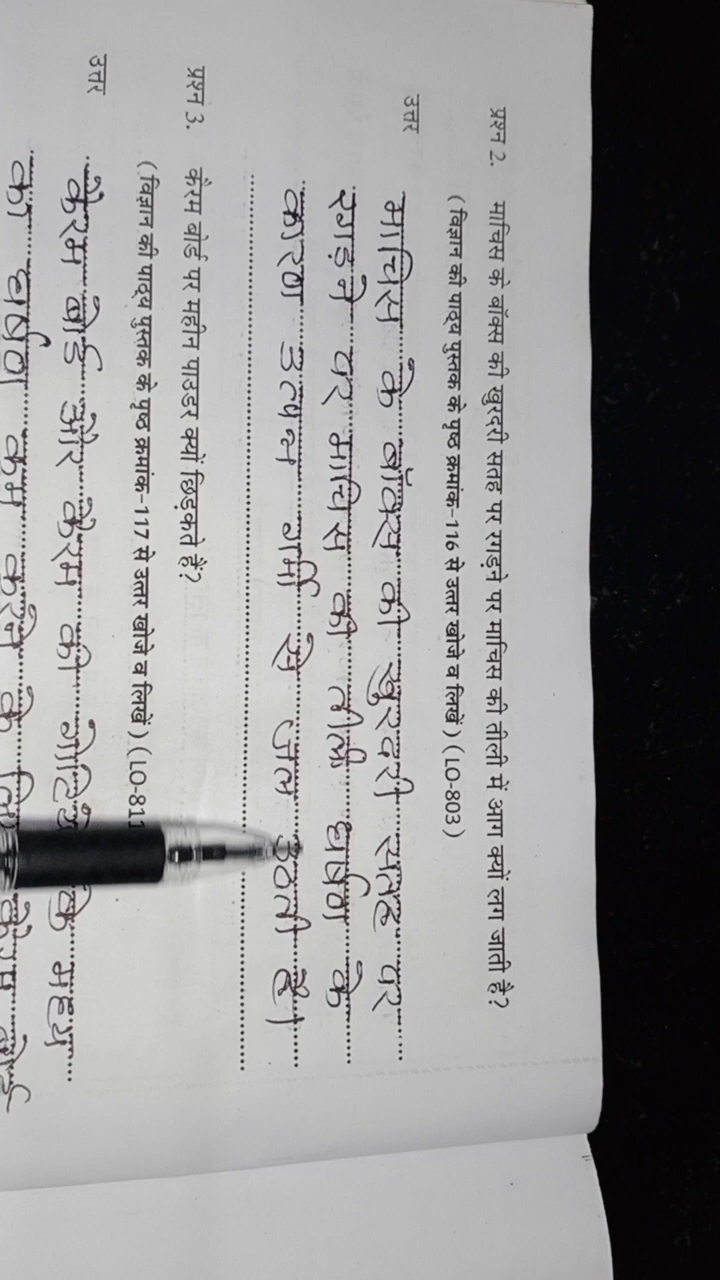 प्रश्न 2. माचिस के बॉक्स की खुरदरी सतह पर रगड़ने पर माचिस की तीली में आग क्यों लग जाती है?
(विज्ञान की पाठ्य पुस्तक के पृष्ठ क्रमांक-116 से उत्तर खोजे व लिखें) (LO-803)
उत्तर माचिस के बॉक्स की खुरदरी सतह पर
रगड़ने पर माचिस की तीली घर्षण के
कारण उत्पन्न गर्मी से जल उठती है।
प्रश्न 3. कैरम बोर्ड पर महीन पाउडर क्यों छिड़कते हैं?
(विज्ञान की पाठ्य पुस्तक के पृष्ठ क्रमांक-117 से उत्तर खोजे व लिखें) (LO-811
उत्तर कैरम बोर्ड और कैरम की के मध्य
को घर्षण कम करने के कैरम बोर्ड